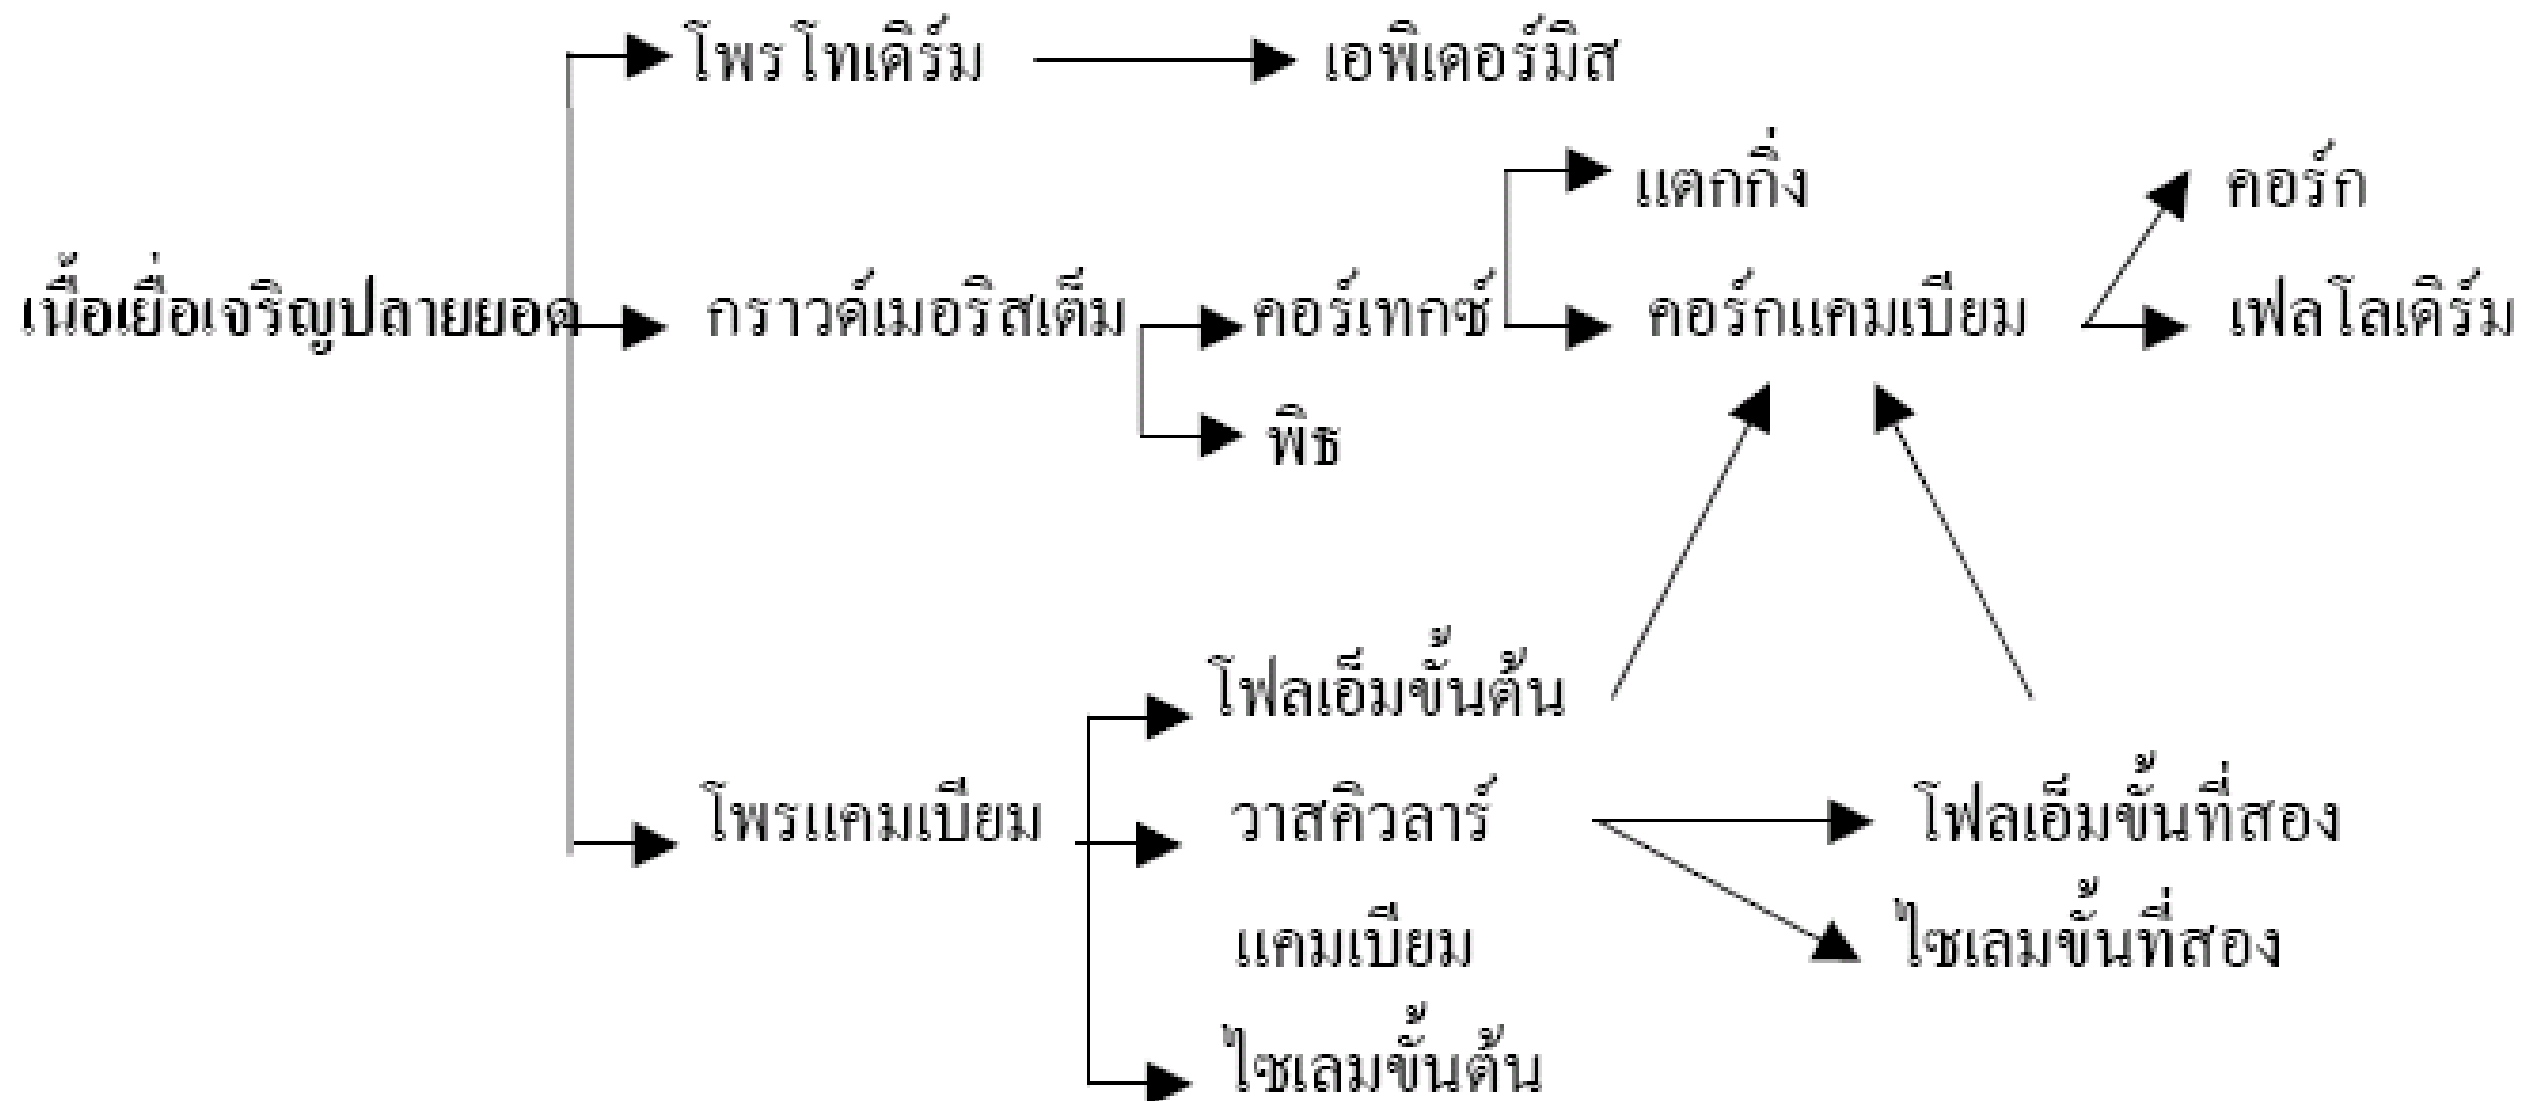 โพรโทเดิร์ม
เอพิเดอร์มิส
แตกกิ่ง
คอร์ก
เนื้อเยื่อเจริญปลายยอด
กราวด์เมอริสเต็ม
คอร์เทกซ์
คอร์กแคมเบียม
เฟลโลเดิร์ม
พิธ
โฟลเอ็มขั้นต้น
โพรแคมเบียม
วาสคิวลาร์
แคมเบียม
โฟลเอ็มขั้นที่สอง
ไซเลมขั้นที่สอง
ไซเลมขั้นต้น